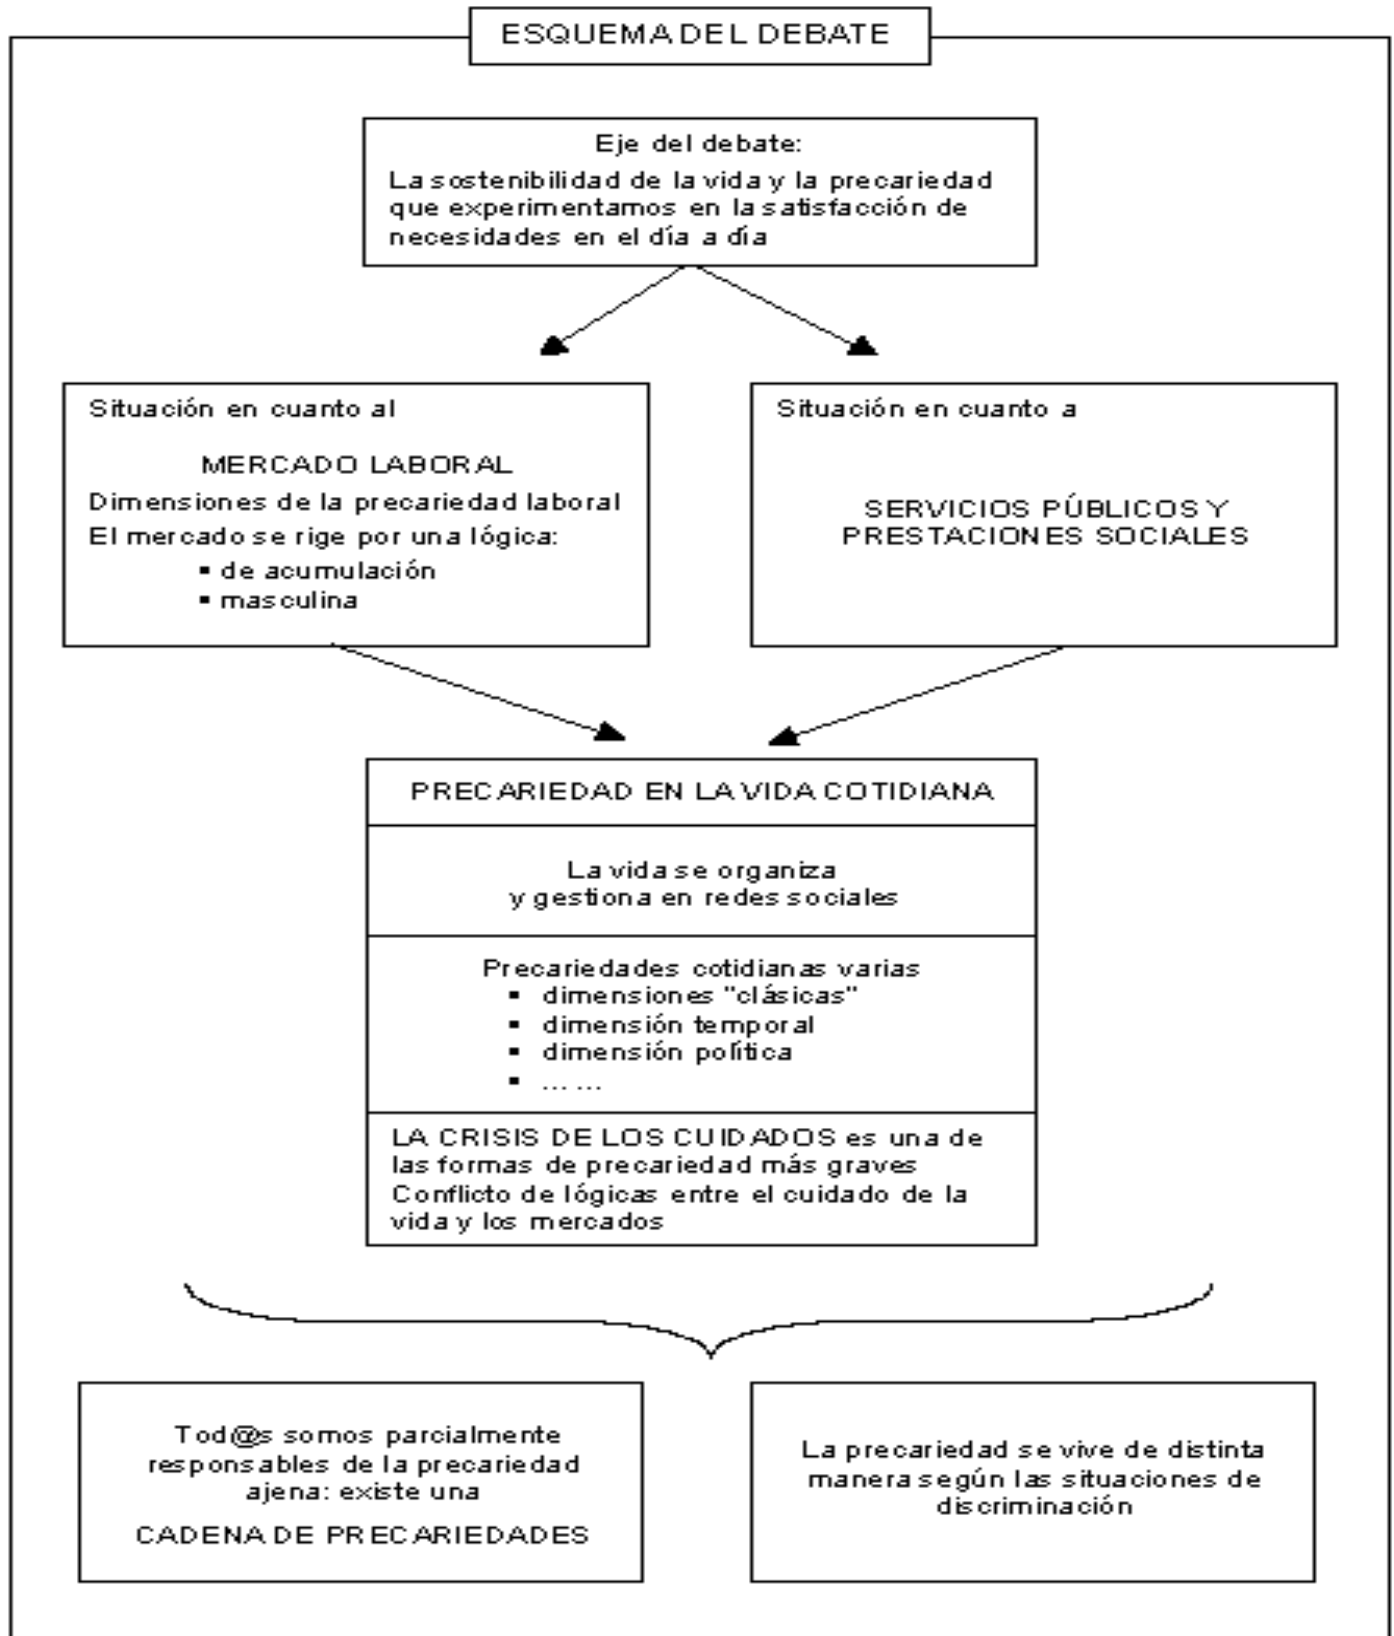 ESQUEMA DEL DEBATE
Eje del debate:
La sostenibilidad de la vida y la precariedad
que experimentamos en la satisfacción de
necesidades en el día a día
Situación en cuanto al
MERCADO LABORAL
Dimensiones de la precariedad laboral
El mercado se rige por una lógica:
▪ de acumulación
▪ masculina
Situación en cuanto a
SERVICIOS PÚBLICOS Y
PRESTACIONES SOCIALES
PRECARIEDAD EN LA VIDA COTIDIANA
La vida se organiza
y gestiona en redes sociales
Precariedades cotidianas varias
▪ dimensiones "clásicas"
▪ dimensión temporal
▪ dimensión política
▪ ... ...
LA CRISIS DE LOS CUIDADOS es una de
las formas de precariedad más graves
Conflicto de lógicas entre el cuidado de la
vida y los mercados
Tod@s somos parcialmente
responsables de la precariedad
ajena: existe una
CADENA DE PRECARIEDADES
La precariedad se vive de distinta
manera según las situaciones de
discriminación